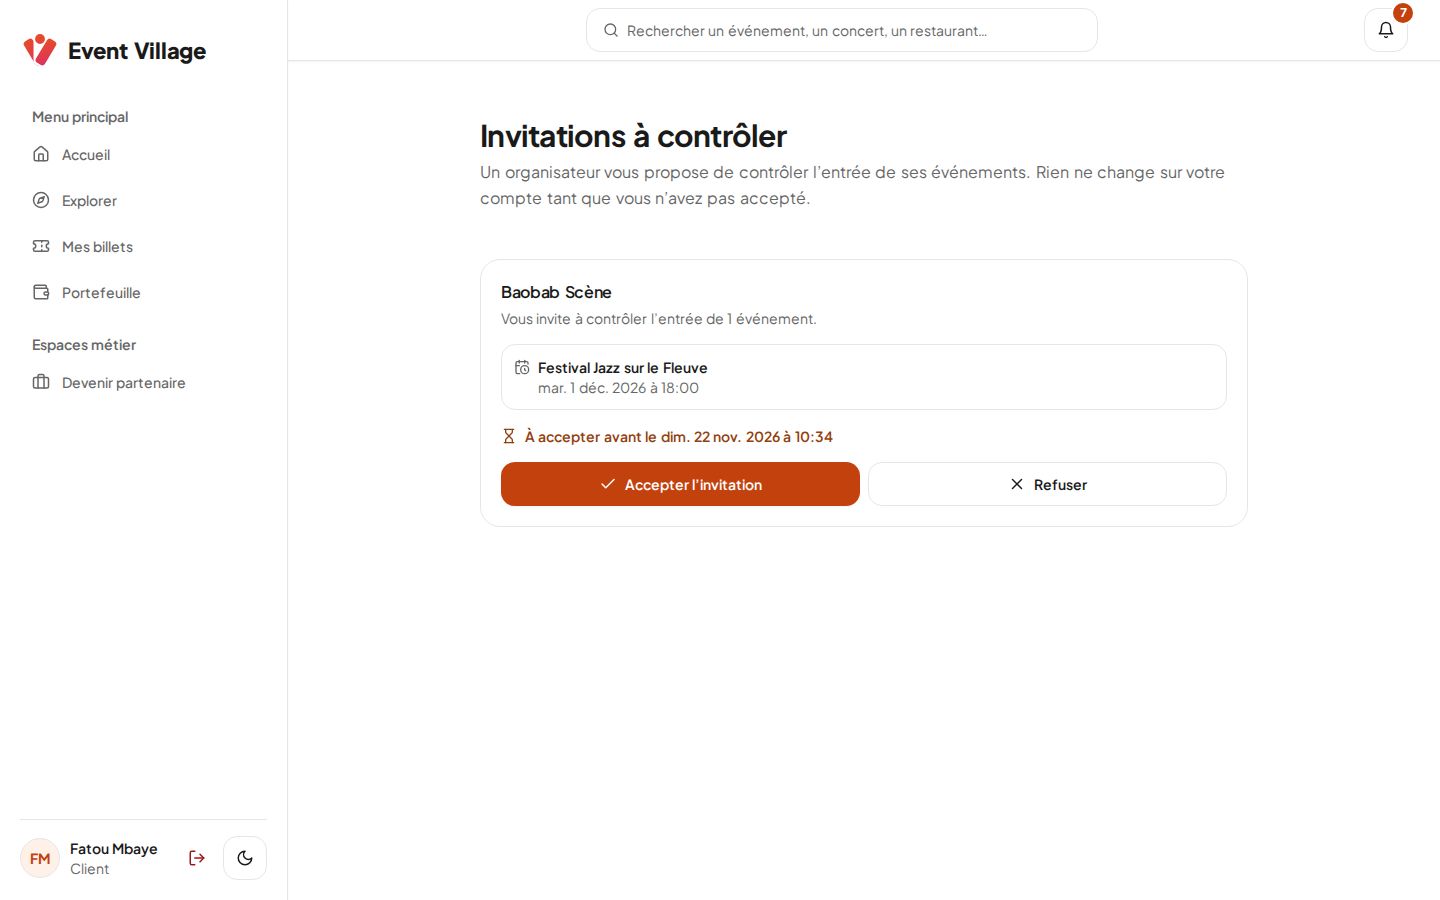 Event Village
Rechercher un événement, un concert, un restaurant…
7
Menu principal
Accueil
Explorer
Mes billets
Portefeuille
Espaces métier
Devenir partenaire
Invitations à contrôler
Un organisateur vous propose de contrôler l’entrée de ses événements. Rien ne change sur votre
compte tant que vous n’avez pas accepté.
Baobab Scène
Vous invite à contrôler l’entrée de 1 événement.
Festival Jazz sur le Fleuve
mar. 1 déc. 2026 à 18:00
À accepter avant le dim. 22 nov. 2026 à 10:34
Accepter l’invitation
Refuser
FM
Fatou Mbaye
Client